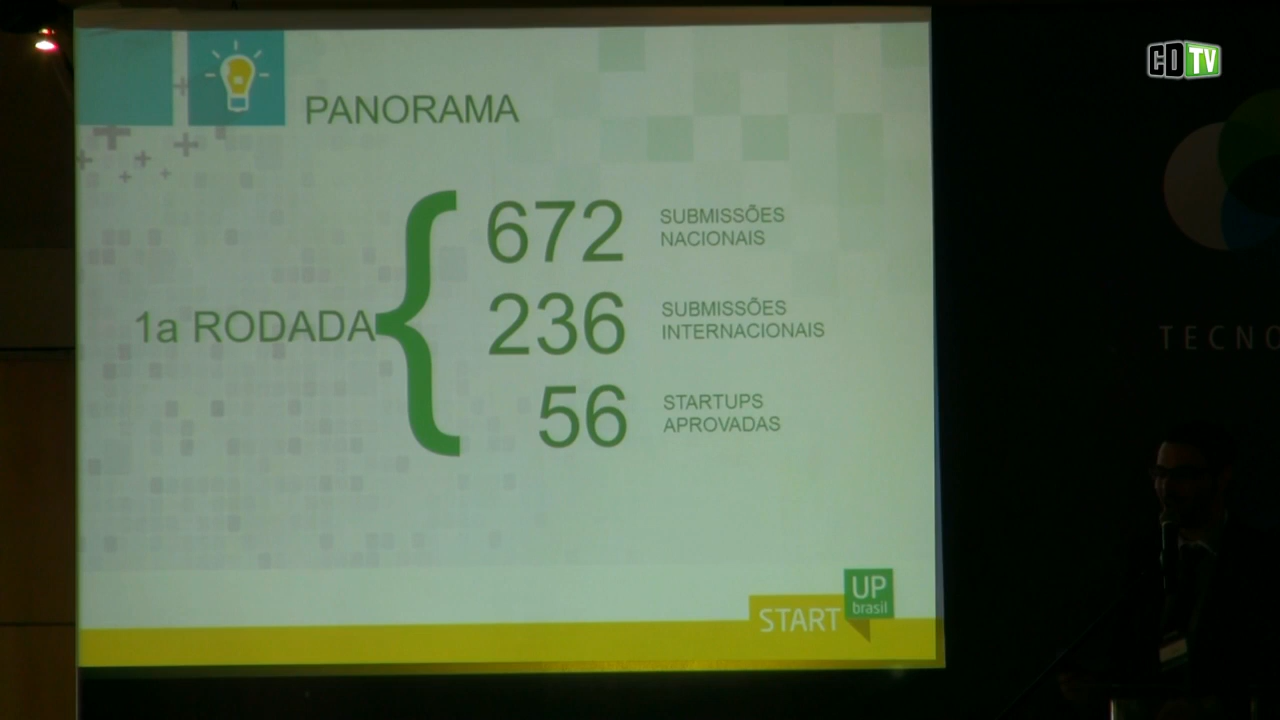 CDTV
PANORAMA
1a RODADA
672 SUBMISSÕES
NACIONAIS
236 SUBMISSÕES
INTERNACIONAIS
56 STARTUPS
APROVADAS
TECNO
START UP
brasil